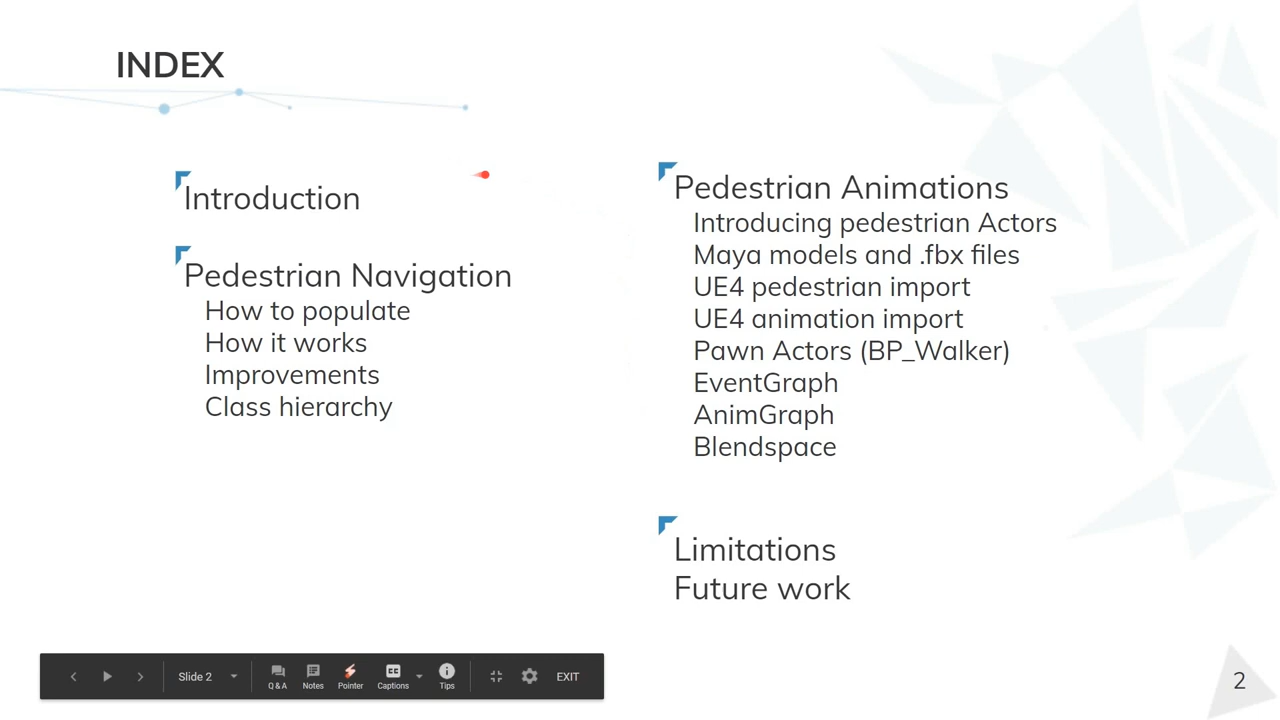 INDEX
Introduction
Pedestrian Navigation
How to populate
How it works
Improvements
Class hierarchy
Pedestrian Animations
Introducing pedestrian Actors
Maya models and .fbx files
UE4 pedestrian import
UE4 animation import
Pawn Actors (BP_Walker)
EventGraph
AnimGraph
Blendspace
Limitations
Future work
Slide 2
Q & A
Notes
Pointer
CC
Captions
Tips
EXIT
2